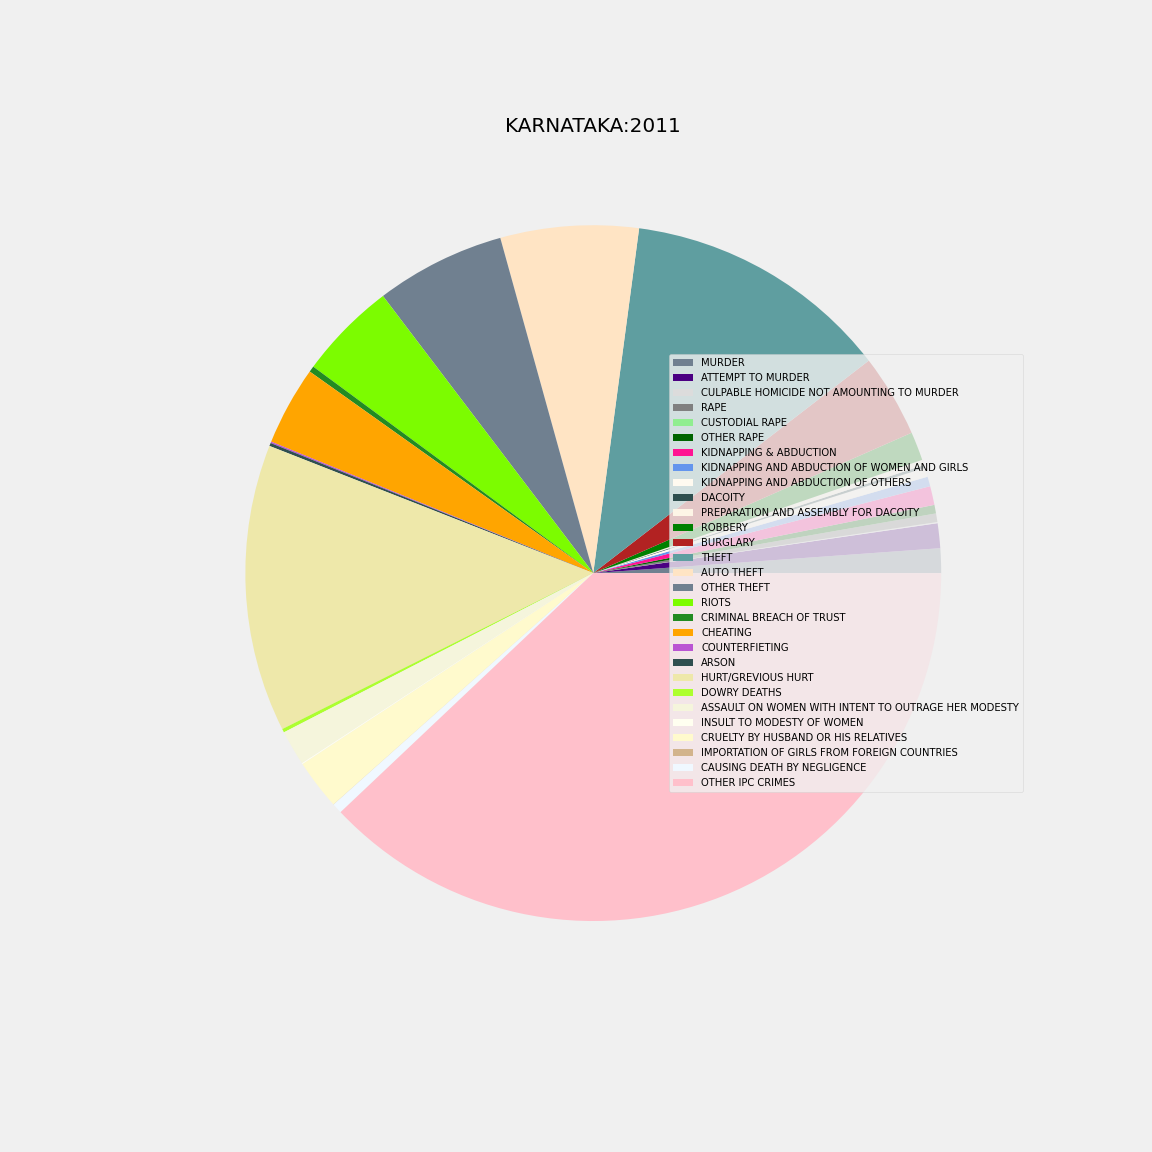 KARNATAKA:2011
MURDER
ATTEMPT TO MURDER
CULPABLE HOMICIDE NOT AMOUNTING TO MURDER
RAPE
CUSTODIAL RAPE
OTHER RAPE
KIDNAPPING & ABDUCTION
KIDNAPPING AND ABDUCTION OF WOMEN AND GIRLS
KIDNAPPING AND ABDUCTION OF OTHERS
DACOITY
PREPARATION AND ASSEMBLY FOR DACOITY
ROBBERY
BURGLARY
THEFT
AUTO THEFT
OTHER THEFT
RIOTS
CRIMINAL BREACH OF TRUST
CHEATING
COUNTERFIETING
ARSON
HURT/GREVIOUS HURT
DOWRY DEATHS
ASSAULT ON WOMEN WITH INTENT TO OUTRAGE HER MODESTY
INSULT TO MODESTY OF WOMEN
CRUELTY BY HUSBAND OR HIS RELATIVES
IMPORTATION OF GIRLS FROM FOREIGN COUNTRIES
CAUSING DEATH BY NEGLIGENCE
OTHER IPC CRIMES